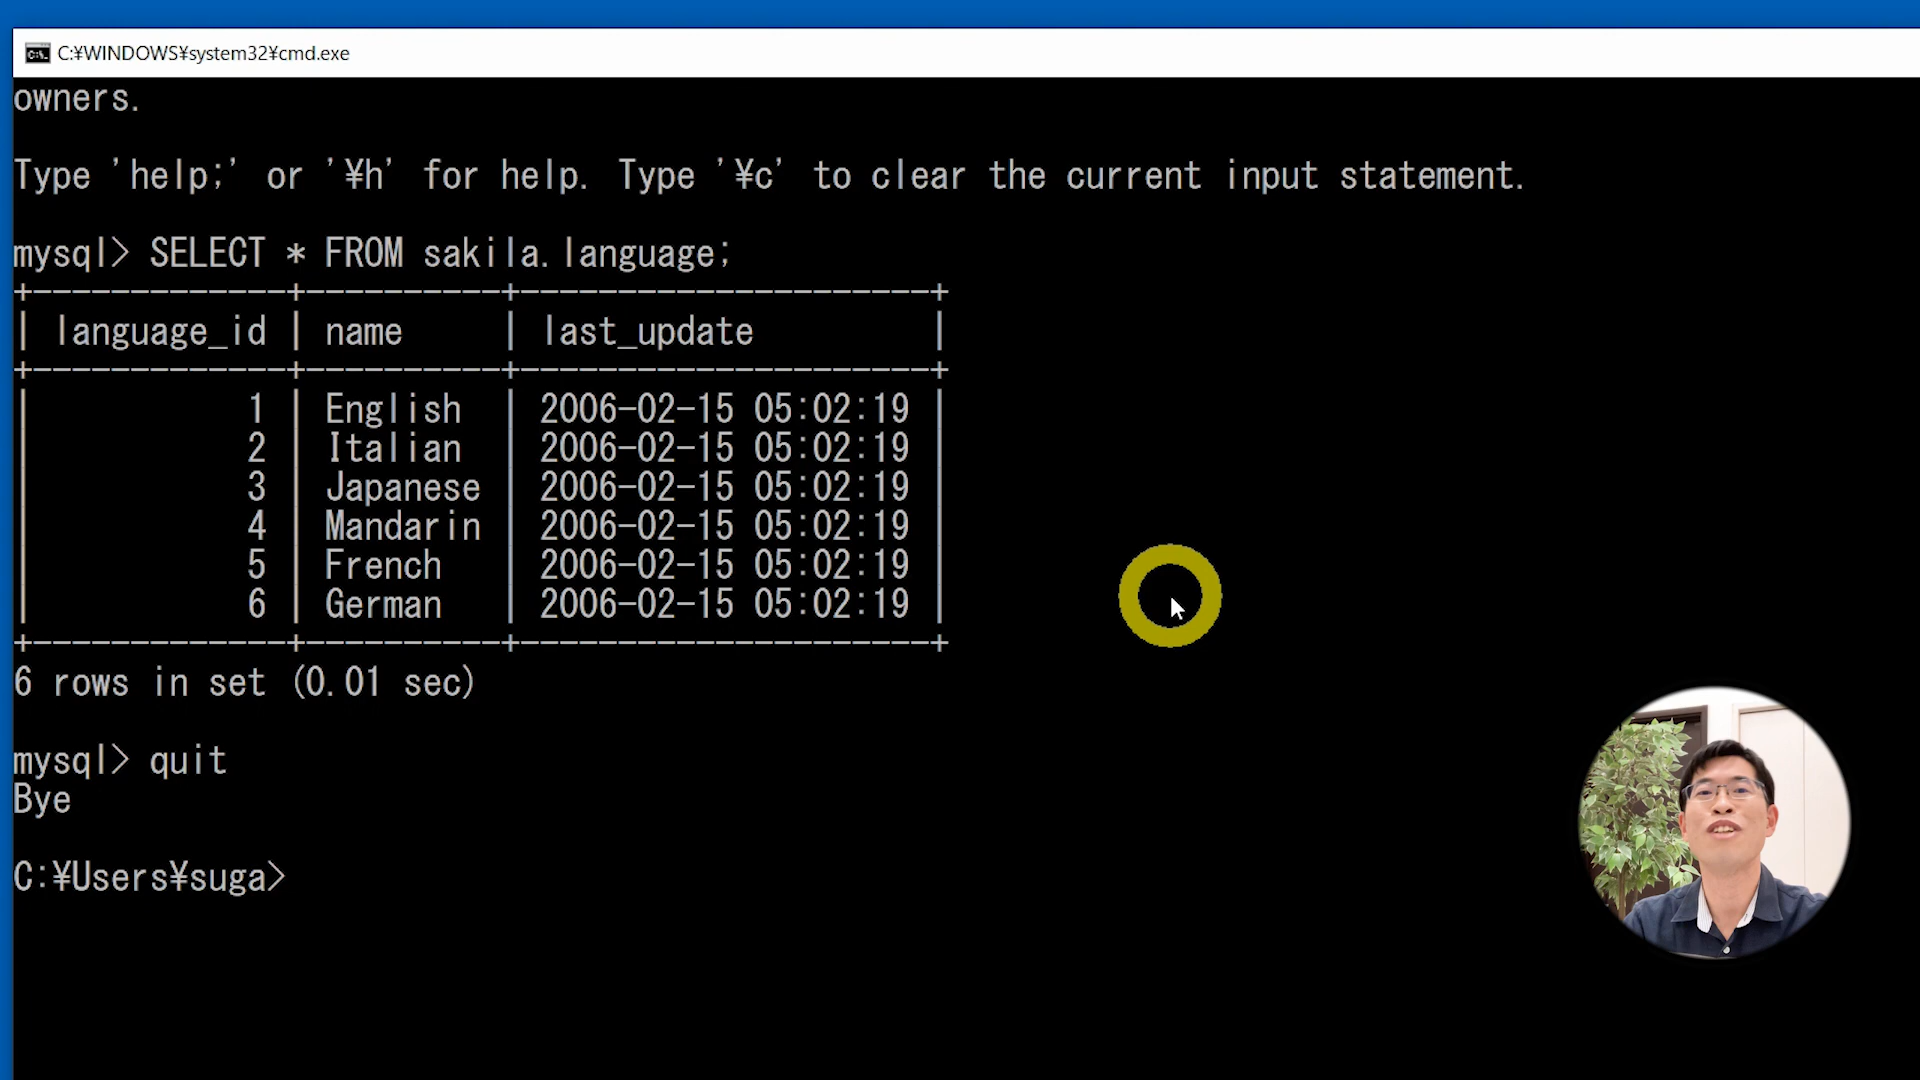 C:¥WINDOWS¥system32¥cmd.exe
owners.
Type 'help;' or '¥h' for help. Type '¥c' to clear the current input statement.
mysql> SELECT * FROM sakila.language;
+-------------+----------+---------------------+
| language_id | name     | last_update         |
+-------------+----------+---------------------+
|           1 | English  | 2006-02-15 05:02:19 |
|           2 | Italian  | 2006-02-15 05:02:19 |
|           3 | Japanese | 2006-02-15 05:02:19 |
|           4 | Mandarin | 2006-02-15 05:02:19 |
|           5 | French   | 2006-02-15 05:02:19 |
|           6 | German   | 2006-02-15 05:02:19 |
+-------------+----------+---------------------+
6 rows in set (0.01 sec)
mysql> quit
Bye
C:¥Users¥suga>